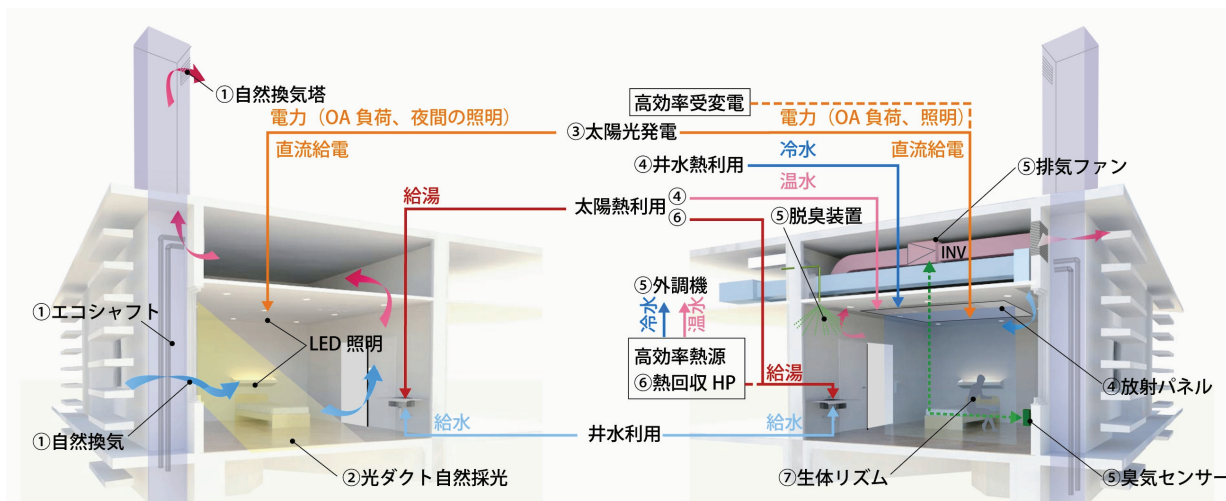 ①自然換気塔
電力（OA 負荷、夜間の照明）
直流給電
③太陽光発電
高効率受変電
電力（OA 負荷、照明）
直流給電
冷水
④井水熱利用
温水
⑤排気ファン
給湯
太陽熱利用④
⑥
⑤脱臭装置
INV
⑤外調機
冷水
温水
①エコシャフト
LED 照明
高効率熱源
⑥熱回収 HP
給湯
④放射パネル
①自然換気
給水
井水利用
給水
②光ダクト自然採光
⑦生体リズム
⑤臭気センサー